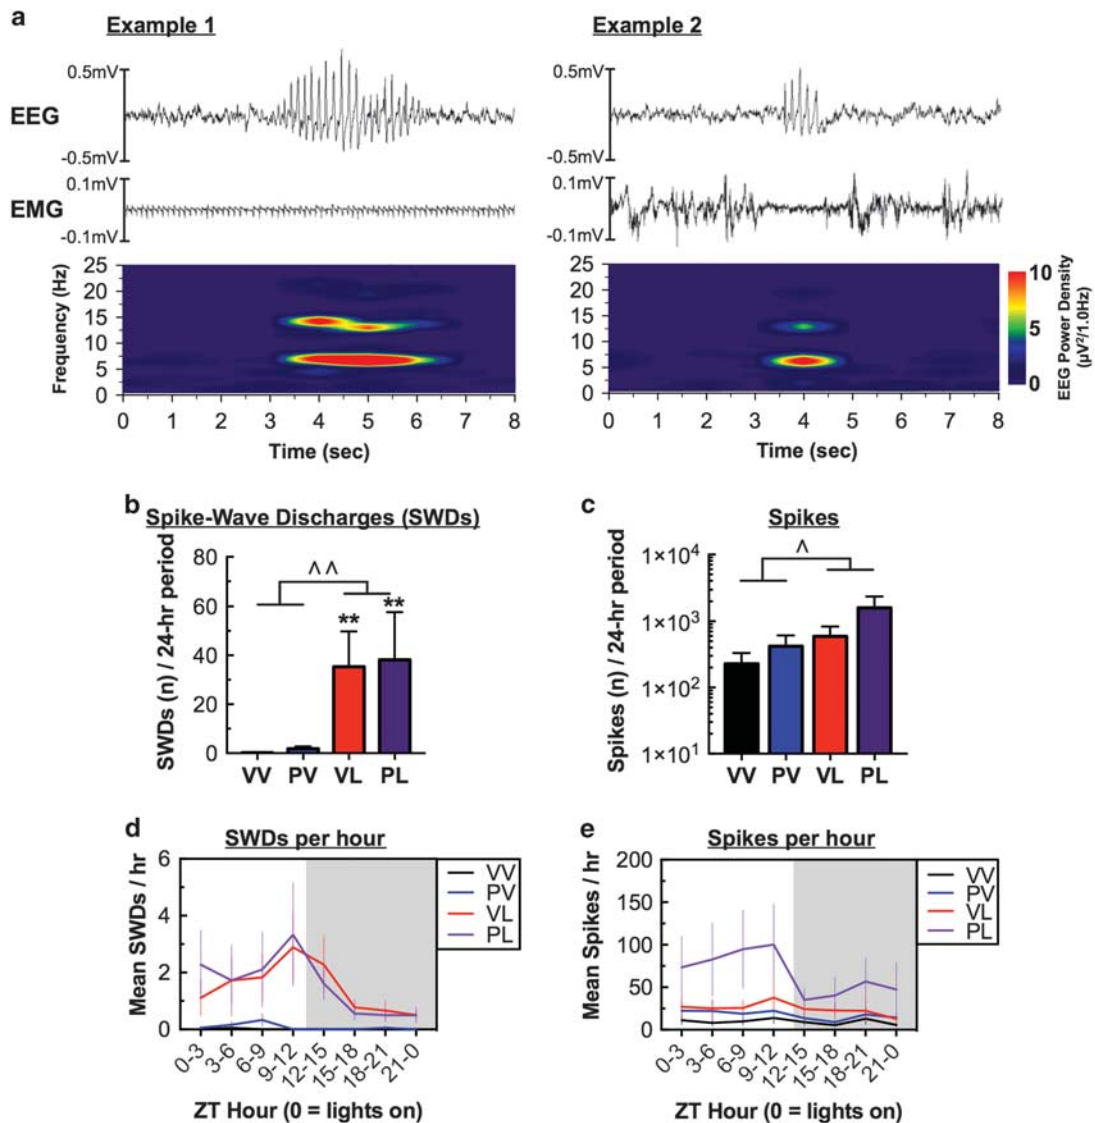 a
Example 1
Example 2
0.5mV
EEG
-0.5mV
0.1mV
EMG
-0.1mV
0.5mV
-0.5mV
0.1mV
-0.1mV
Frequency (Hz)
25
20
15
10
5
0
0 1 2 3 4 5 6 7 8
Time (sec)
25
20
15
10
5
0
0 1 2 3 4 5 6 7 8
Time (sec)
10
5
0
EEG Power Density
(µV²/1.0Hz)
b
Spike-Wave Discharges (SWDs)
SWDs (n) / 24-hr period
80
60
40
20
0
^ ^
**
**
VV PV VL PL
c
Spikes
Spikes (n) / 24-hr period
1×10⁴
1×10³
1×10²
1×10¹
^
VV PV VL PL
d
SWDs per hour
Mean SWDs / hr
6
4
2
0
VV
PV
VL
PL
0-3
3-6
6-9
9-12
12-15
15-18
18-21
21-0
ZT Hour (0 = lights on)
e
Spikes per hour
Mean Spikes / hr
200
150
100
50
25
0
VV
PV
VL
PL
0-3
3-6
6-9
9-12
12-15
15-18
18-21
21-0
ZT Hour (0 = lights on)